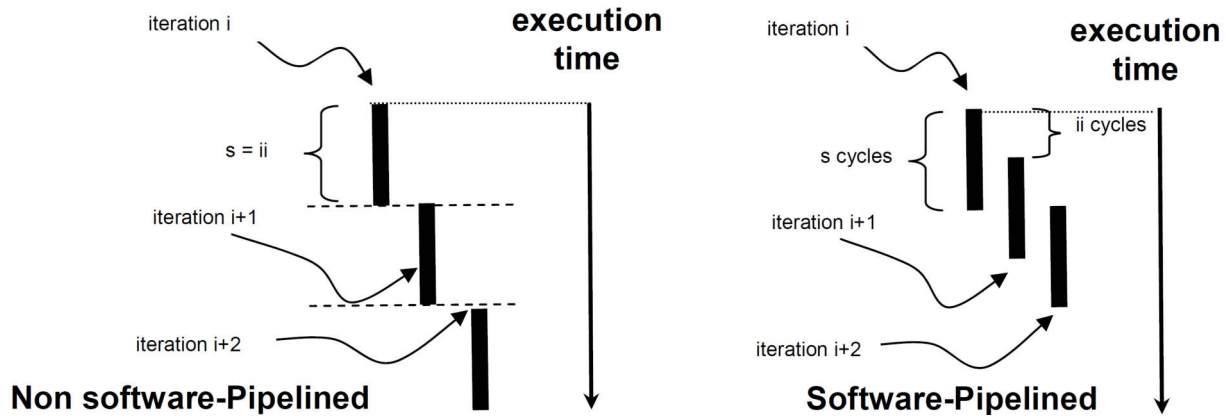 iteration i
execution
time
s = ii
iteration i+1
iteration i+2
Non software-Pipelined
iteration i
execution
time
ii cycles
s cycles
iteration i+1
iteration i+2
Software-Pipelined